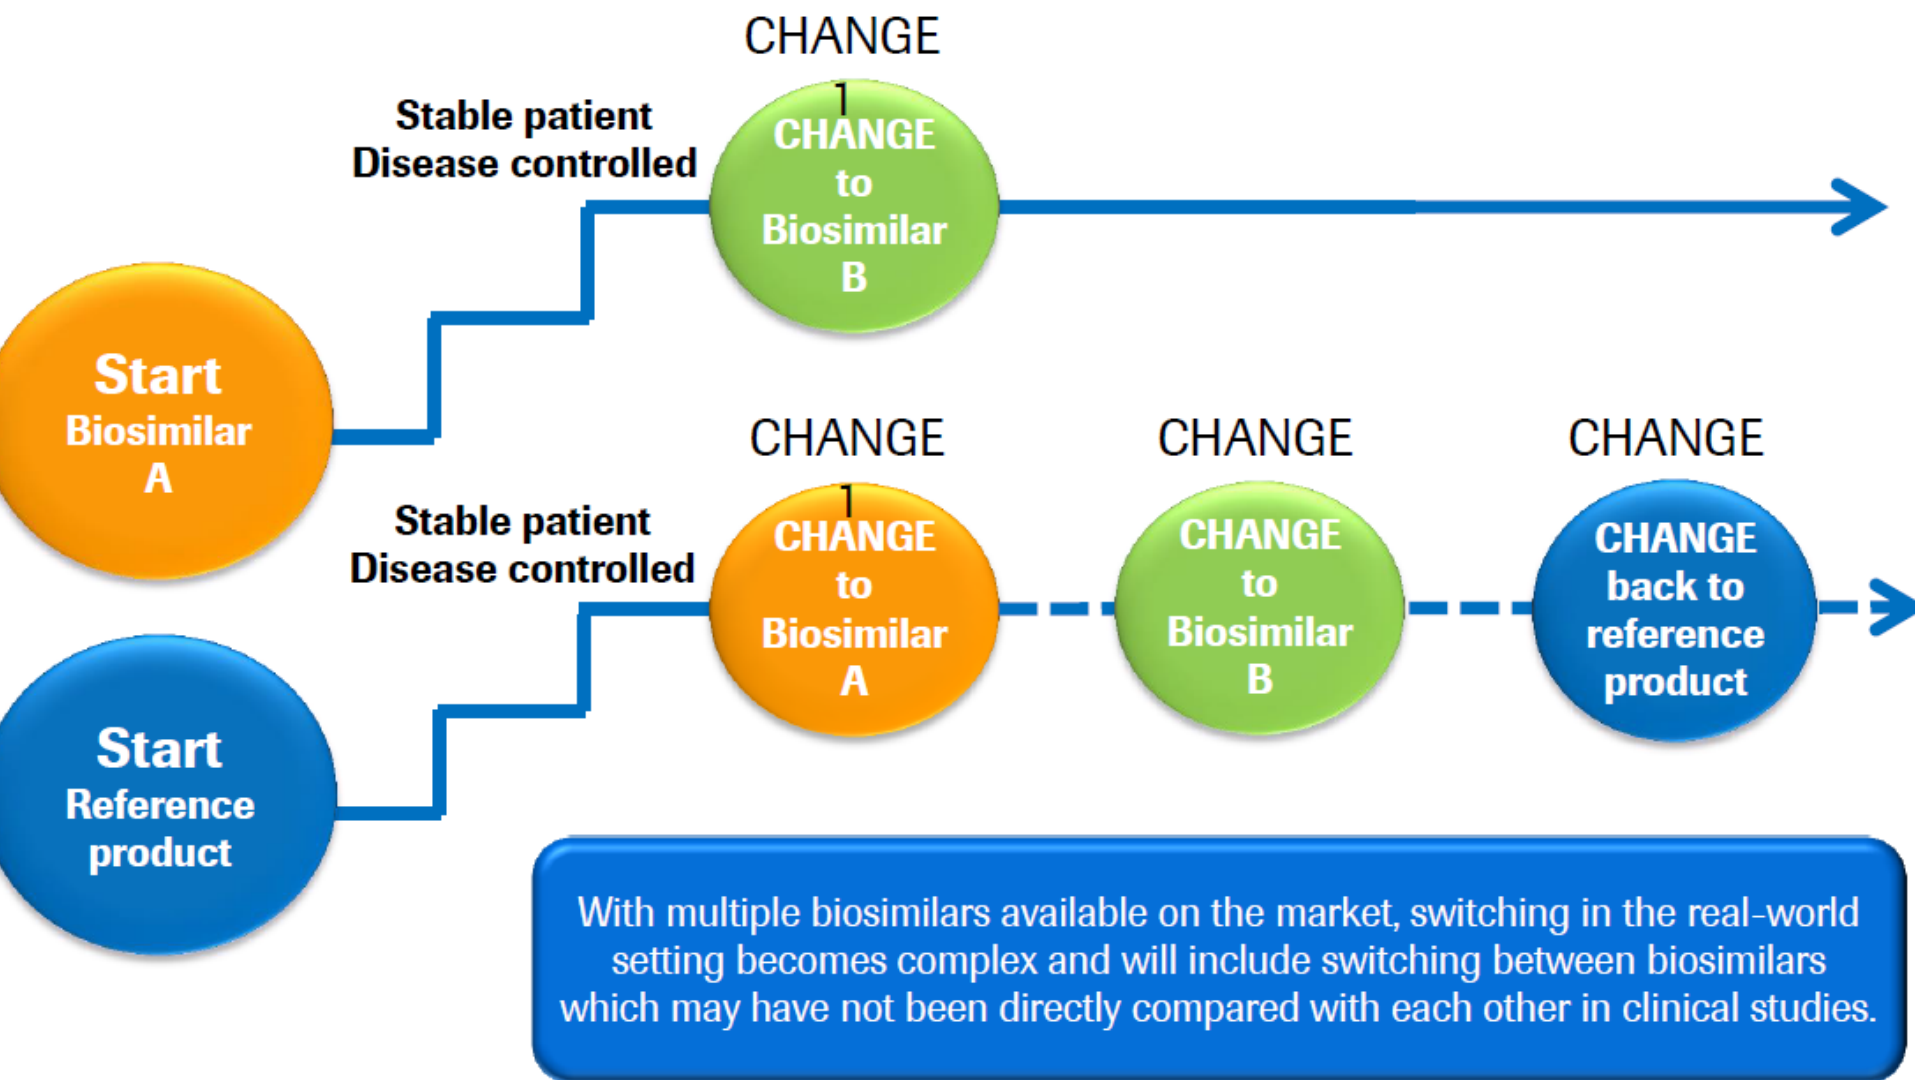 CHANGE
1
Stable patient
Disease controlled
CHANGE
to
Biosimilar
B
Start
Biosimilar
A
CHANGE
1
CHANGE
CHANGE
Stable patient
Disease controlled
CHANGE
to
Biosimilar
A
CHANGE
to
Biosimilar
B
CHANGE
back to
reference
product
Start
Reference
product
With multiple biosimilars available on the market, switching in the real-world
setting becomes complex and will include switching between biosimilars
which may have not been directly compared with each other in clinical studies.